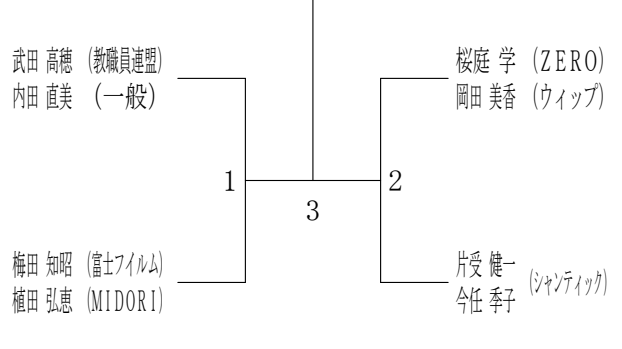 武田 高穂 (教職員連盟)
内田 直美 (一般)
桜庭 学 (ZERO)
岡田 美香 (ウィップ)
1
2
3
梅田 知昭 (富士フイルム)
植田 弘恵 (MIDORI)
片受 健一
今任 季子
(シャンティック)